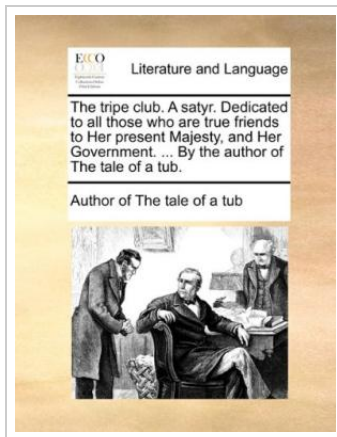 ECCO
Literature and Language
The tripe club. A satyr. Dedicated
to all those who are true friends
to Her present Majesty, and Her
Government. ... By the author of
The tale of a tub.
Author of The tale of a tub